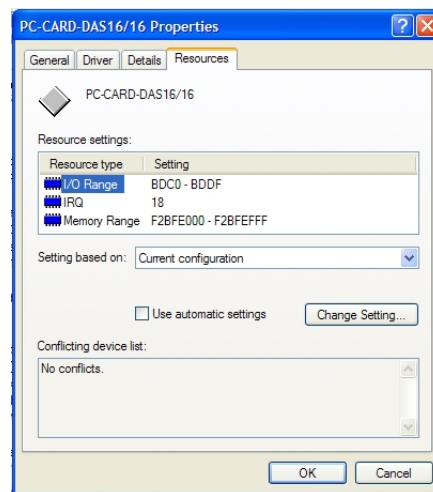 PC-CARD-DAS16/16 Properties
General Driver Details Resources
PC-CARD-DAS16/16
Resource settings:
Resource type Setting
I/O Range BDC0 - BDDF
IRQ 18
Memory Range F2BFE000 - F2BFEFFF
Setting based on: Current configuration
Use automatic settings Change Setting...
Conflicting device list:
No conflicts.
OK Cancel